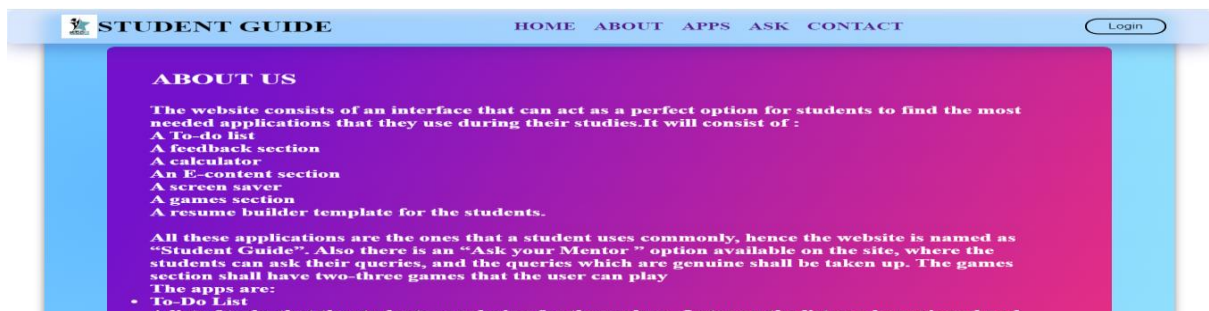 STUDENT GUIDE
HOME ABOUT APPS ASK CONTACT
Login
ABOUT US
The website consists of an interface that can act as a perfect option for students to find the most
needed applications that they use during their studies.It will consist of :
A To-do list
A feedback section
A calculator
An E-content section
A screen saver
A games section
A resume builder template for the students.
All these applications are the ones that a student uses commonly, hence the website is named as
“Student Guide”. Also there is an “Ask your Mentor ” option available on the site, where the
students can ask their queries, and the queries which are genuine shall be taken up. The games
section shall have two-three games that the user can play
The apps are:
• To-Do List